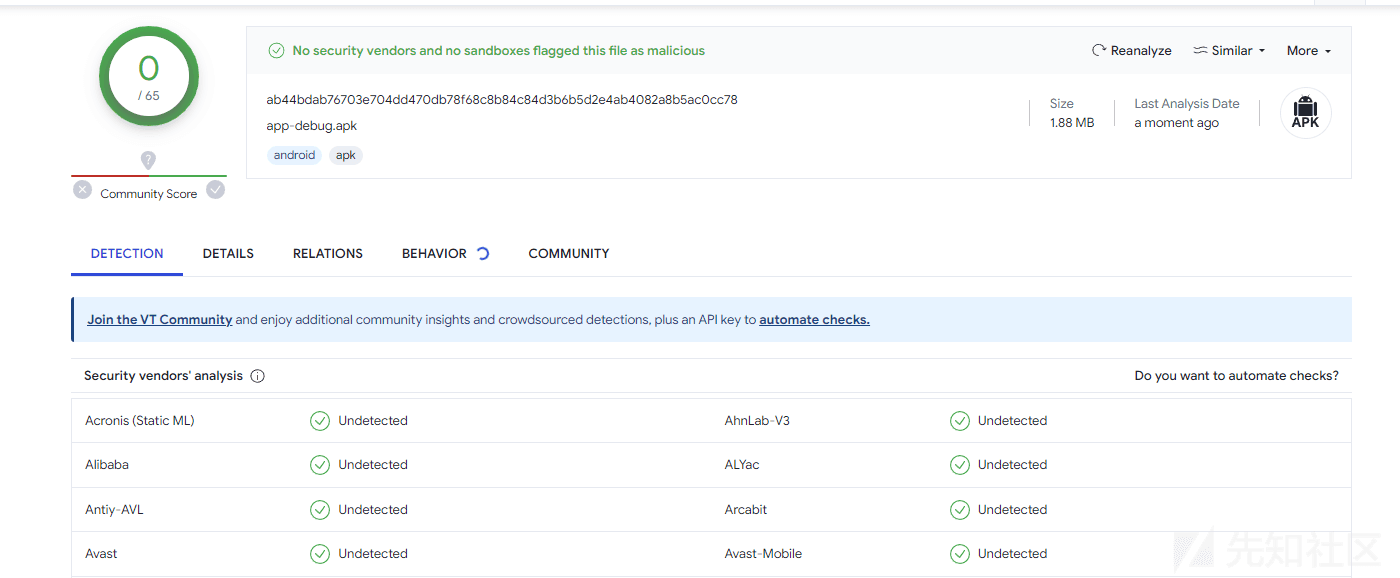 0
/ 65
?
Community Score
No security vendors and no sandboxes flagged this file as malicious
Reanalyze
Similar
More
ab44bdab76703e704dd470db78f68c8b84c84d3b6b5d2e4ab4082a8b5ac0cc78
app-debug.apk
android
apk
Size
1.88 MB
Last Analysis Date
a moment ago
APK
DETECTION DETAILS RELATIONS BEHAVIOR COMMUNITY
Join the VT Community and enjoy additional community insights and crowdsourced detections, plus an API key to automate checks.
Security vendors' analysis Do you want to automate checks?
Acronis (Static ML) Undetected AhnLab-V3 Undetected
Alibaba Undetected ALYac Undetected
Antiy-AVL Undetected Arcabit Undetected
Avast Undetected Avast-Mobile Undetected
先知社区